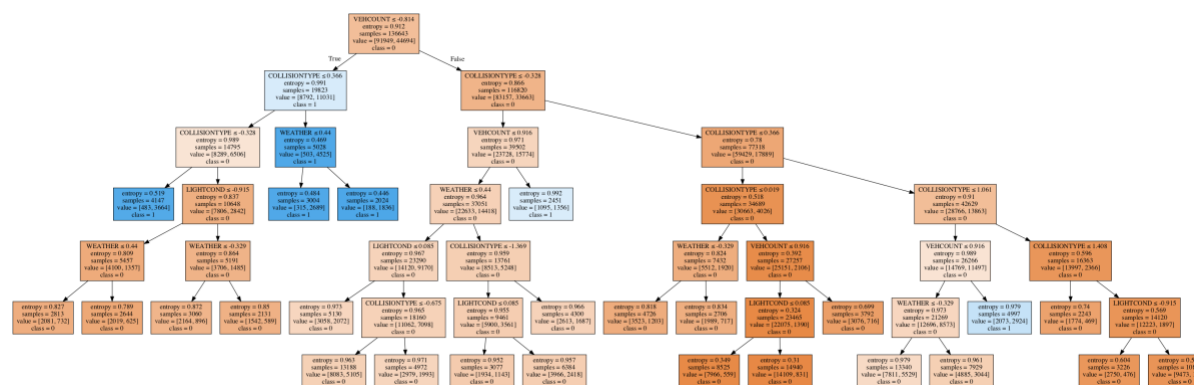 VEHCOUNT ≤ -0.814
entropy = 0.912
samples = 136643
value = [91949, 44694]
class = 0
True
False
COLLISIONTYPE ≤ 0.366
entropy = 0.991
samples = 19823
value = [8792, 11031]
class = 1
COLLISIONTYPE ≤ -0.328
entropy = 0.866
samples = 116820
value = [83157, 33663]
class = 0
COLLISIONTYPE ≤ -0.328
entropy = 0.989
samples = 14795
value = [8289, 6506]
class = 0
WEATHER ≤ 0.44
entropy = 0.469
samples = 5028
value = [503, 4525]
class = 1
VEHCOUNT ≤ 0.916
entropy = 0.971
samples = 39502
value = [23728, 15774]
class = 0
COLLISIONTYPE ≤ 0.366
entropy = 0.78
samples = 77318
value = [59429, 17889]
class = 0
entropy = 0.519
samples = 4147
value = [483, 3664]
class = 1
LIGHTCOND ≤ -0.915
entropy = 0.837
samples = 10648
value = [7806, 2842]
class = 0
entropy = 0.484
samples = 3004
value = [315, 2689]
class = 1
entropy = 0.446
samples = 2024
value = [188, 1836]
class = 1
WEATHER ≤ 0.44
entropy = 0.964
samples = 37051
value = [22633, 14418]
class = 0
entropy = 0.992
samples = 2451
value = [1095, 1356]
class = 1
COLLISIONTYPE ≤ 0.019
entropy = 0.518
samples = 34689
value = [30663, 4026]
class = 0
COLLISIONTYPE ≤ 1.061
entropy = 0.91
samples = 42629
value = [28766, 13863]
class = 0
WEATHER ≤ 0.44
entropy = 0.809
samples = 5457
value = [4100, 1357]
class = 0
WEATHER ≤ -0.329
entropy = 0.864
samples = 5191
value = [3706, 1485]
class = 0
LIGHTCOND ≤ 0.085
entropy = 0.967
samples = 23290
value = [14120, 9170]
class = 0
COLLISIONTYPE ≤ -1.369
entropy = 0.959
samples = 13761
value = [8513, 5248]
class = 0
WEATHER ≤ -0.329
entropy = 0.824
samples = 7432
value = [5512, 1920]
class = 0
VEHCOUNT ≤ 0.916
entropy = 0.392
samples = 27257
value = [25151, 2106]
class = 0
VEHCOUNT ≤ 0.916
entropy = 0.989
samples = 26266
value = [14769, 11497]
class = 0
COLLISIONTYPE ≤ 1.408
entropy = 0.596
samples = 16363
value = [13997, 2366]
class = 0
entropy = 0.827
samples = 2813
value = [2081, 732]
class = 0
entropy = 0.789
samples = 2644
value = [2019, 625]
class = 0
entropy = 0.872
samples = 3060
value = [2164, 896]
class = 0
entropy = 0.85
samples = 2131
value = [1542, 589]
class = 0
entropy = 0.973
samples = 5130
value = [3058, 2072]
class = 0
COLLISIONTYPE ≤ -0.675
entropy = 0.965
samples = 18160
value = [11062, 7098]
class = 0
LIGHTCOND ≤ 0.085
entropy = 0.955
samples = 9461
value = [5900, 3561]
class = 0
entropy = 0.966
samples = 4300
value = [2613, 1687]
class = 0
entropy = 0.818
samples = 4726
value = [3523, 1203]
class = 0
entropy = 0.834
samples = 2706
value = [1989, 717]
class = 0
LIGHTCOND ≤ 0.085
entropy = 0.324
samples = 23465
value = [22075, 1390]
class = 0
entropy = 0.699
samples = 3792
value = [3076, 716]
class = 0
WEATHER ≤ -0.329
entropy = 0.973
samples = 21269
value = [12696, 8573]
class = 0
entropy = 0.979
samples = 4997
value = [2073, 2924]
class = 1
entropy = 0.74
samples = 2243
value = [1774, 469]
class = 0
LIGHTCOND ≤ -0.915
entropy = 0.569
samples = 14120
value = [12223, 1897]
class = 0
entropy = 0.963
samples = 13188
value = [8083, 5105]
class = 0
entropy = 0.971
samples = 4972
value = [2979, 1993]
class = 0
entropy = 0.952
samples = 3077
value = [1934, 1143]
class = 0
entropy = 0.957
samples = 6384
value = [3966, 2418]
class = 0
entropy = 0.349
samples = 8525
value = [7966, 559]
class = 0
entropy = 0.31
samples = 14940
value = [14109, 831]
class = 0
entropy = 0.979
samples = 13340
value = [7811, 5529]
class = 0
entropy = 0.961
samples = 7929
value = [4885, 3044]
class = 0
entropy = 0.604
samples = 3226
value = [2750, 476]
class = 0